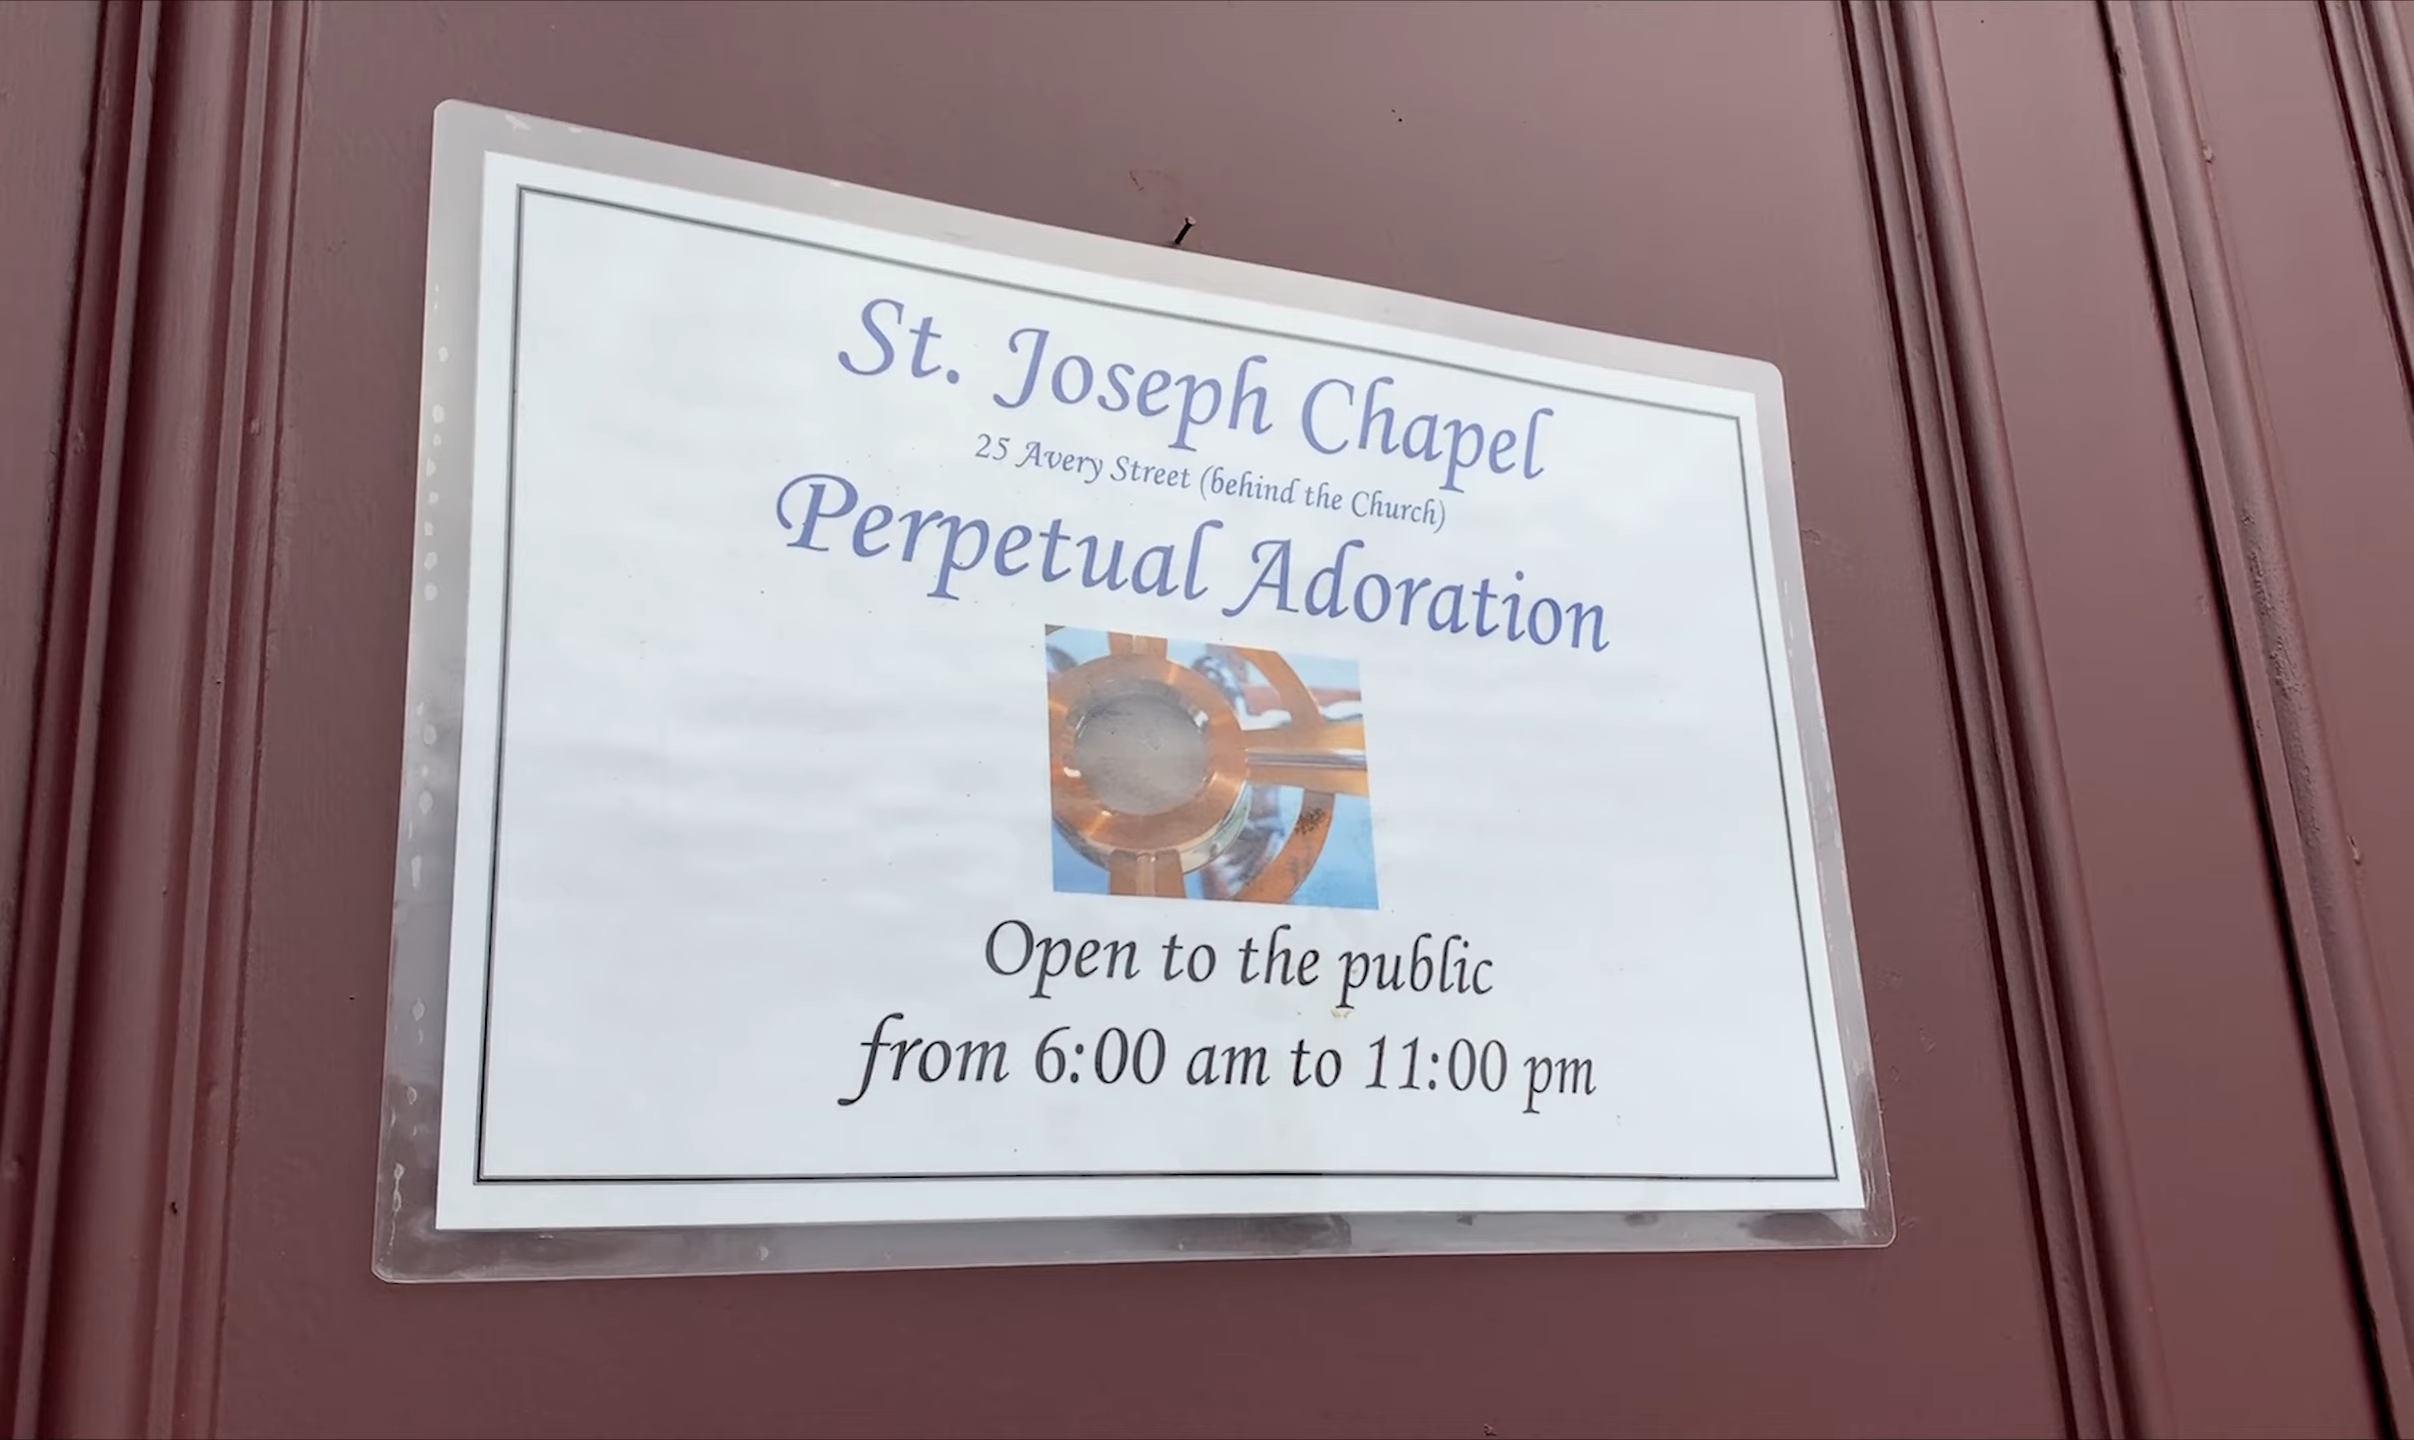 St. Joseph Chapel
25 Avery Street (behind the Church)
Perpetual Adoration
Open to the public
from 6:00 am to 11:00 pm